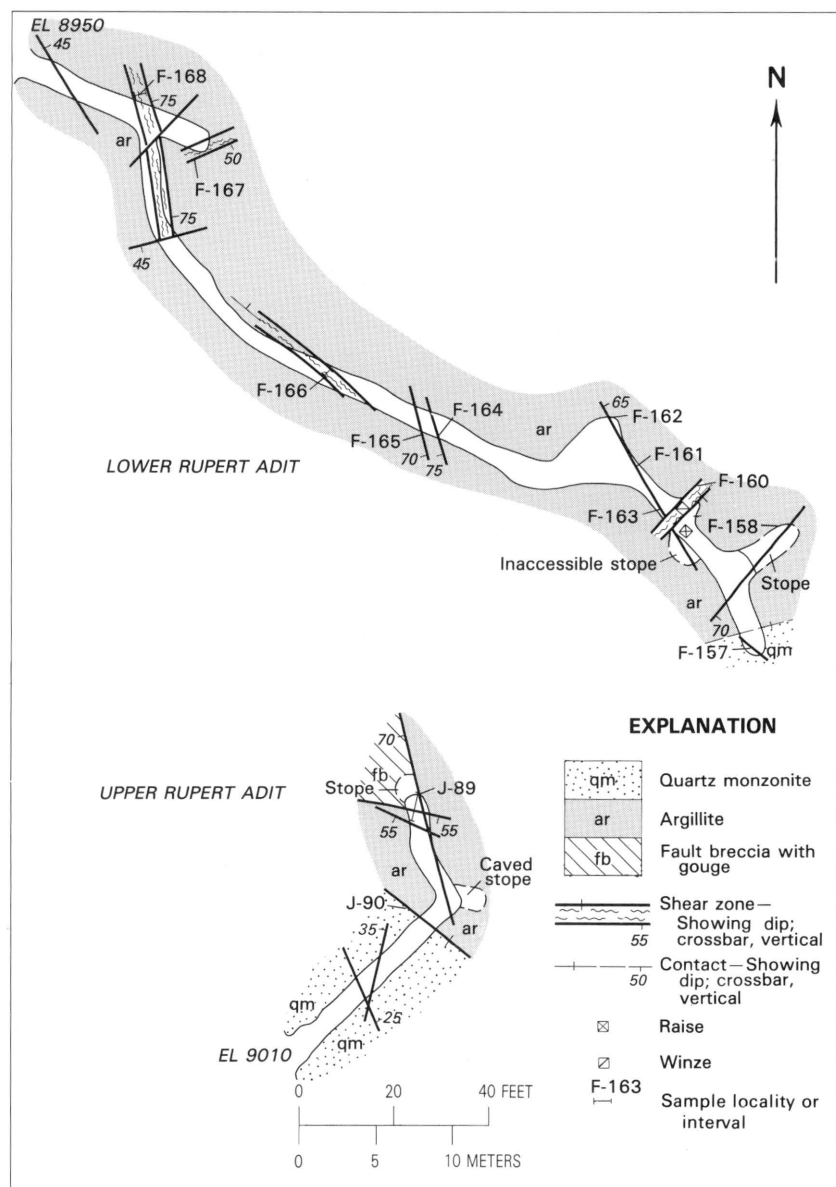 EL 8950
45
F-168
75
ar
50
F-167
75
45
N
F-166
F-164
F-165
70
75
ar
65
F-162
F-161
F-160
F-163
F-158
Inaccessible stope
Stope
ar
70
F-157
qm
LOWER RUPERT ADIT
UPPER RUPERT ADIT
70
fb
Stope
J-89
55
55
ar
Caved
stope
J-90
ar
35
25
qm
qm
EL 9010
0 20 40 FEET
0 5 10 METERS
EXPLANATION
qm Quartz monzonite
ar Argillite
fb Fault breccia with
gouge
Shear zone—
Showing dip;
55 crossbar, vertical
Contact—Showing
50 dip; crossbar,
vertical
Raise
Winze
F-163
Sample locality or
interval